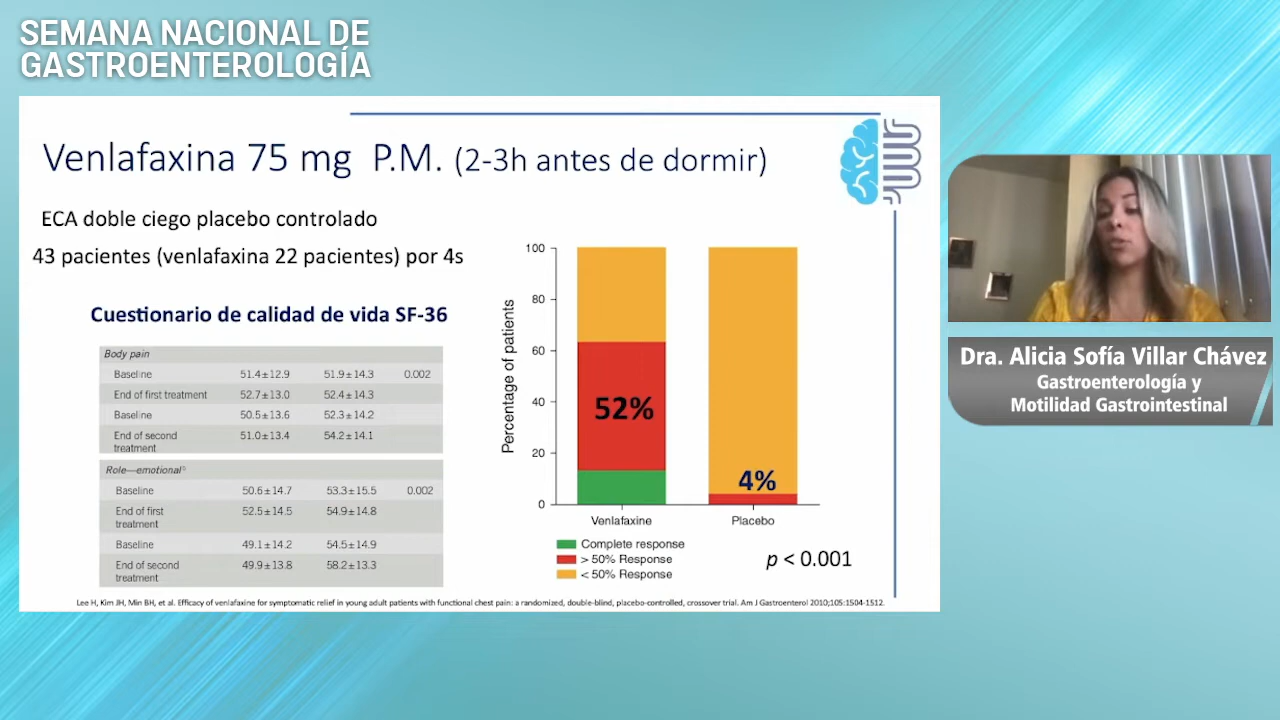 SEMANA NACIONAL DE
GASTROENTEROLOGÍA
Venlafaxina 75 mg P.M. (2-3h antes de dormir)
ECA doble ciego placebo controlado
43 pacientes (venlafaxina 22 pacientes) por 4s
Cuestionario de calidad de vida SF-36
Body pain
Baseline 51.4±12.9 51.9±14.3 0.002
End of first treatment 52.7±13.0 52.4±14.3
Baseline 50.5±13.6 52.3±14.2
End of second 51.0±13.4 54.2±14.1
treatment
Role—emotional
Baseline 50.6±14.7 53.3±15.5 0.002
End of first 52.5±14.5 54.9±14.8
treatment
Baseline 49.1±14.2 54.5±14.9
End of second 49.9±13.8 58.2±13.3
treatment
Percentage of patients
100
80
60
40
20
0
52%
4%
Venlafaxine Placebo
Complete response
> 50% Response
< 50% Response
p < 0.001
Lee H, Kim JH, Min BH, et al. Efficacy of venlafaxine for symptomatic relief in young adult patients with functional chest pain: a randomized, double-blind, placebo-controlled, crossover trial. Am J Gastroenterol 2010;105:1504-1512.
Dra. Alicia Sofía Villar Chávez
Gastroenterología y
Motilidad Gastrointestinal